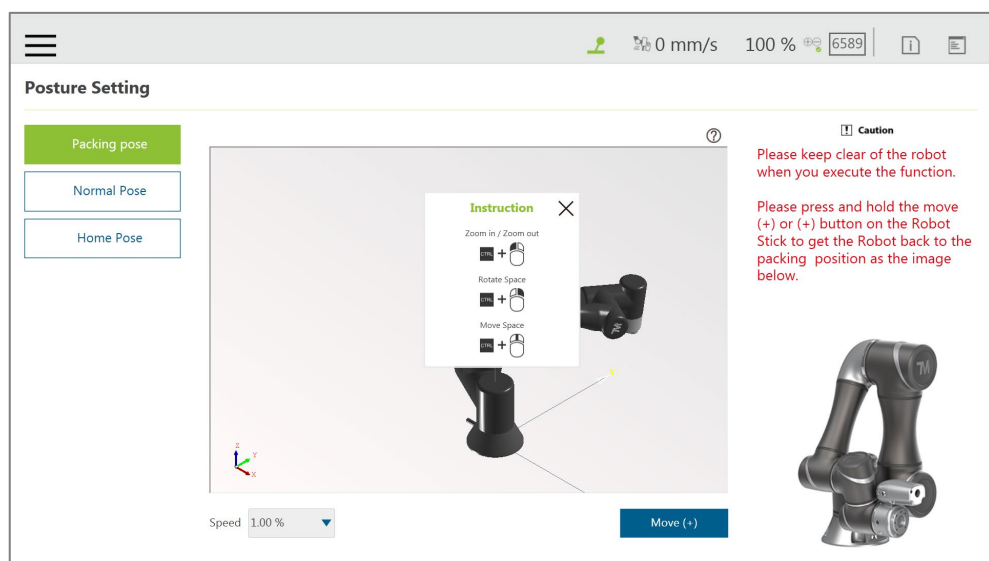 0 mm/s
100 %
6589
Posture Setting
Packing pose
Normal Pose
Home Pose
Instruction
Zoom in / Zoom out
CTRL +
Rotate Space
CTRL +
Move Space
CTRL +
TM
Y
Z
Y
X
Speed 1.00 %
Move (+)
! Caution
Please keep clear of the robot
when you execute the function.
Please press and hold the move
(+) or (+) button on the Robot
Stick to get the Robot back to the
packing position as the image
below.
TM